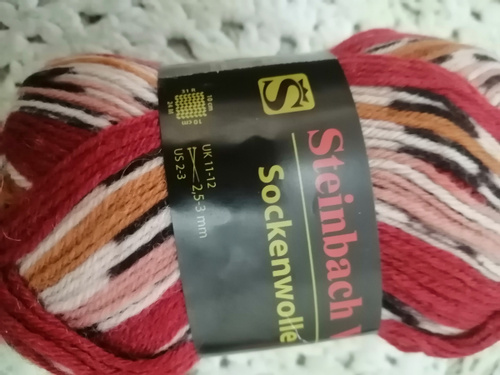 S
Steinbach
Sockenwolle
10 cm
UK 11-12
US 2-3
2,5-3 mm